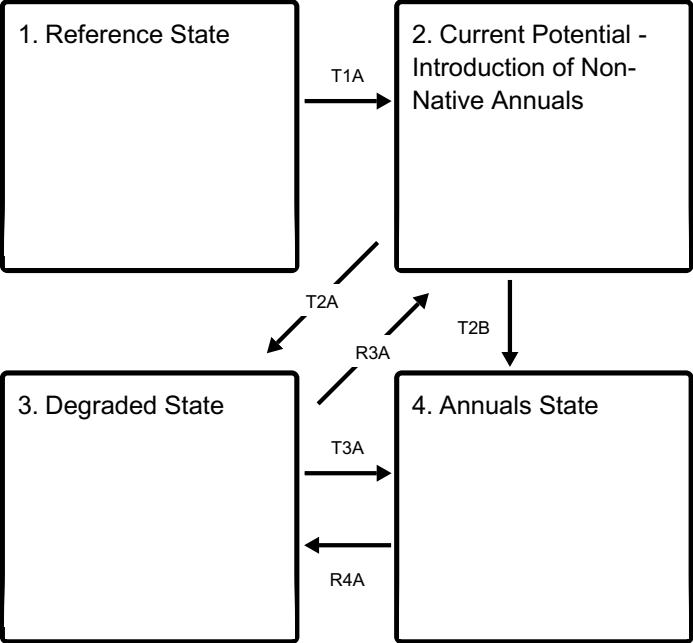 1. Reference State
T1A
2. Current Potential -
Introduction of Non-
Native Annuals
T2A
R3A
T2B
3. Degraded State
T3A
R4A
4. Annuals State